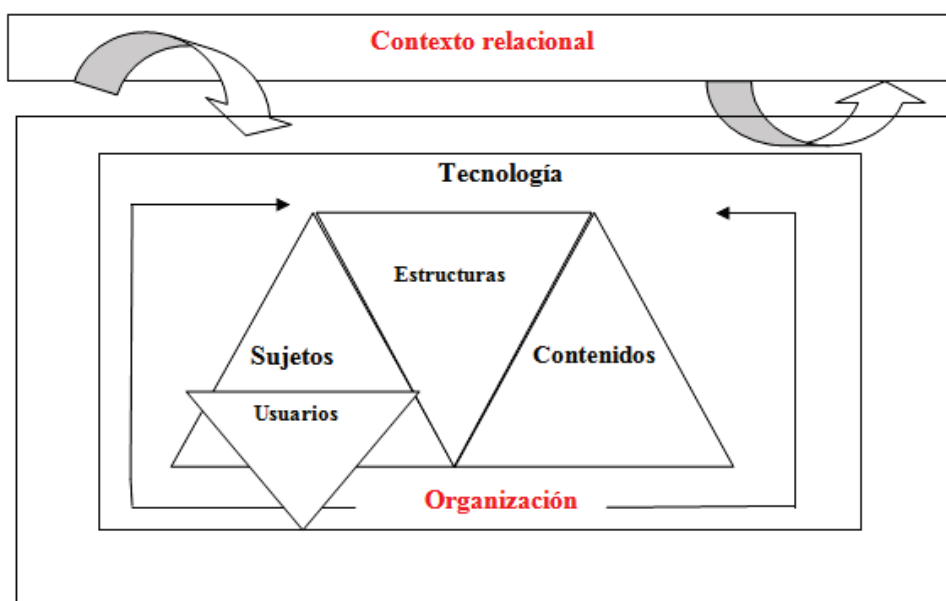 Contexto relacional
Tecnología
Estructuras
Sujetos
Contenidos
Usuarios
Organización